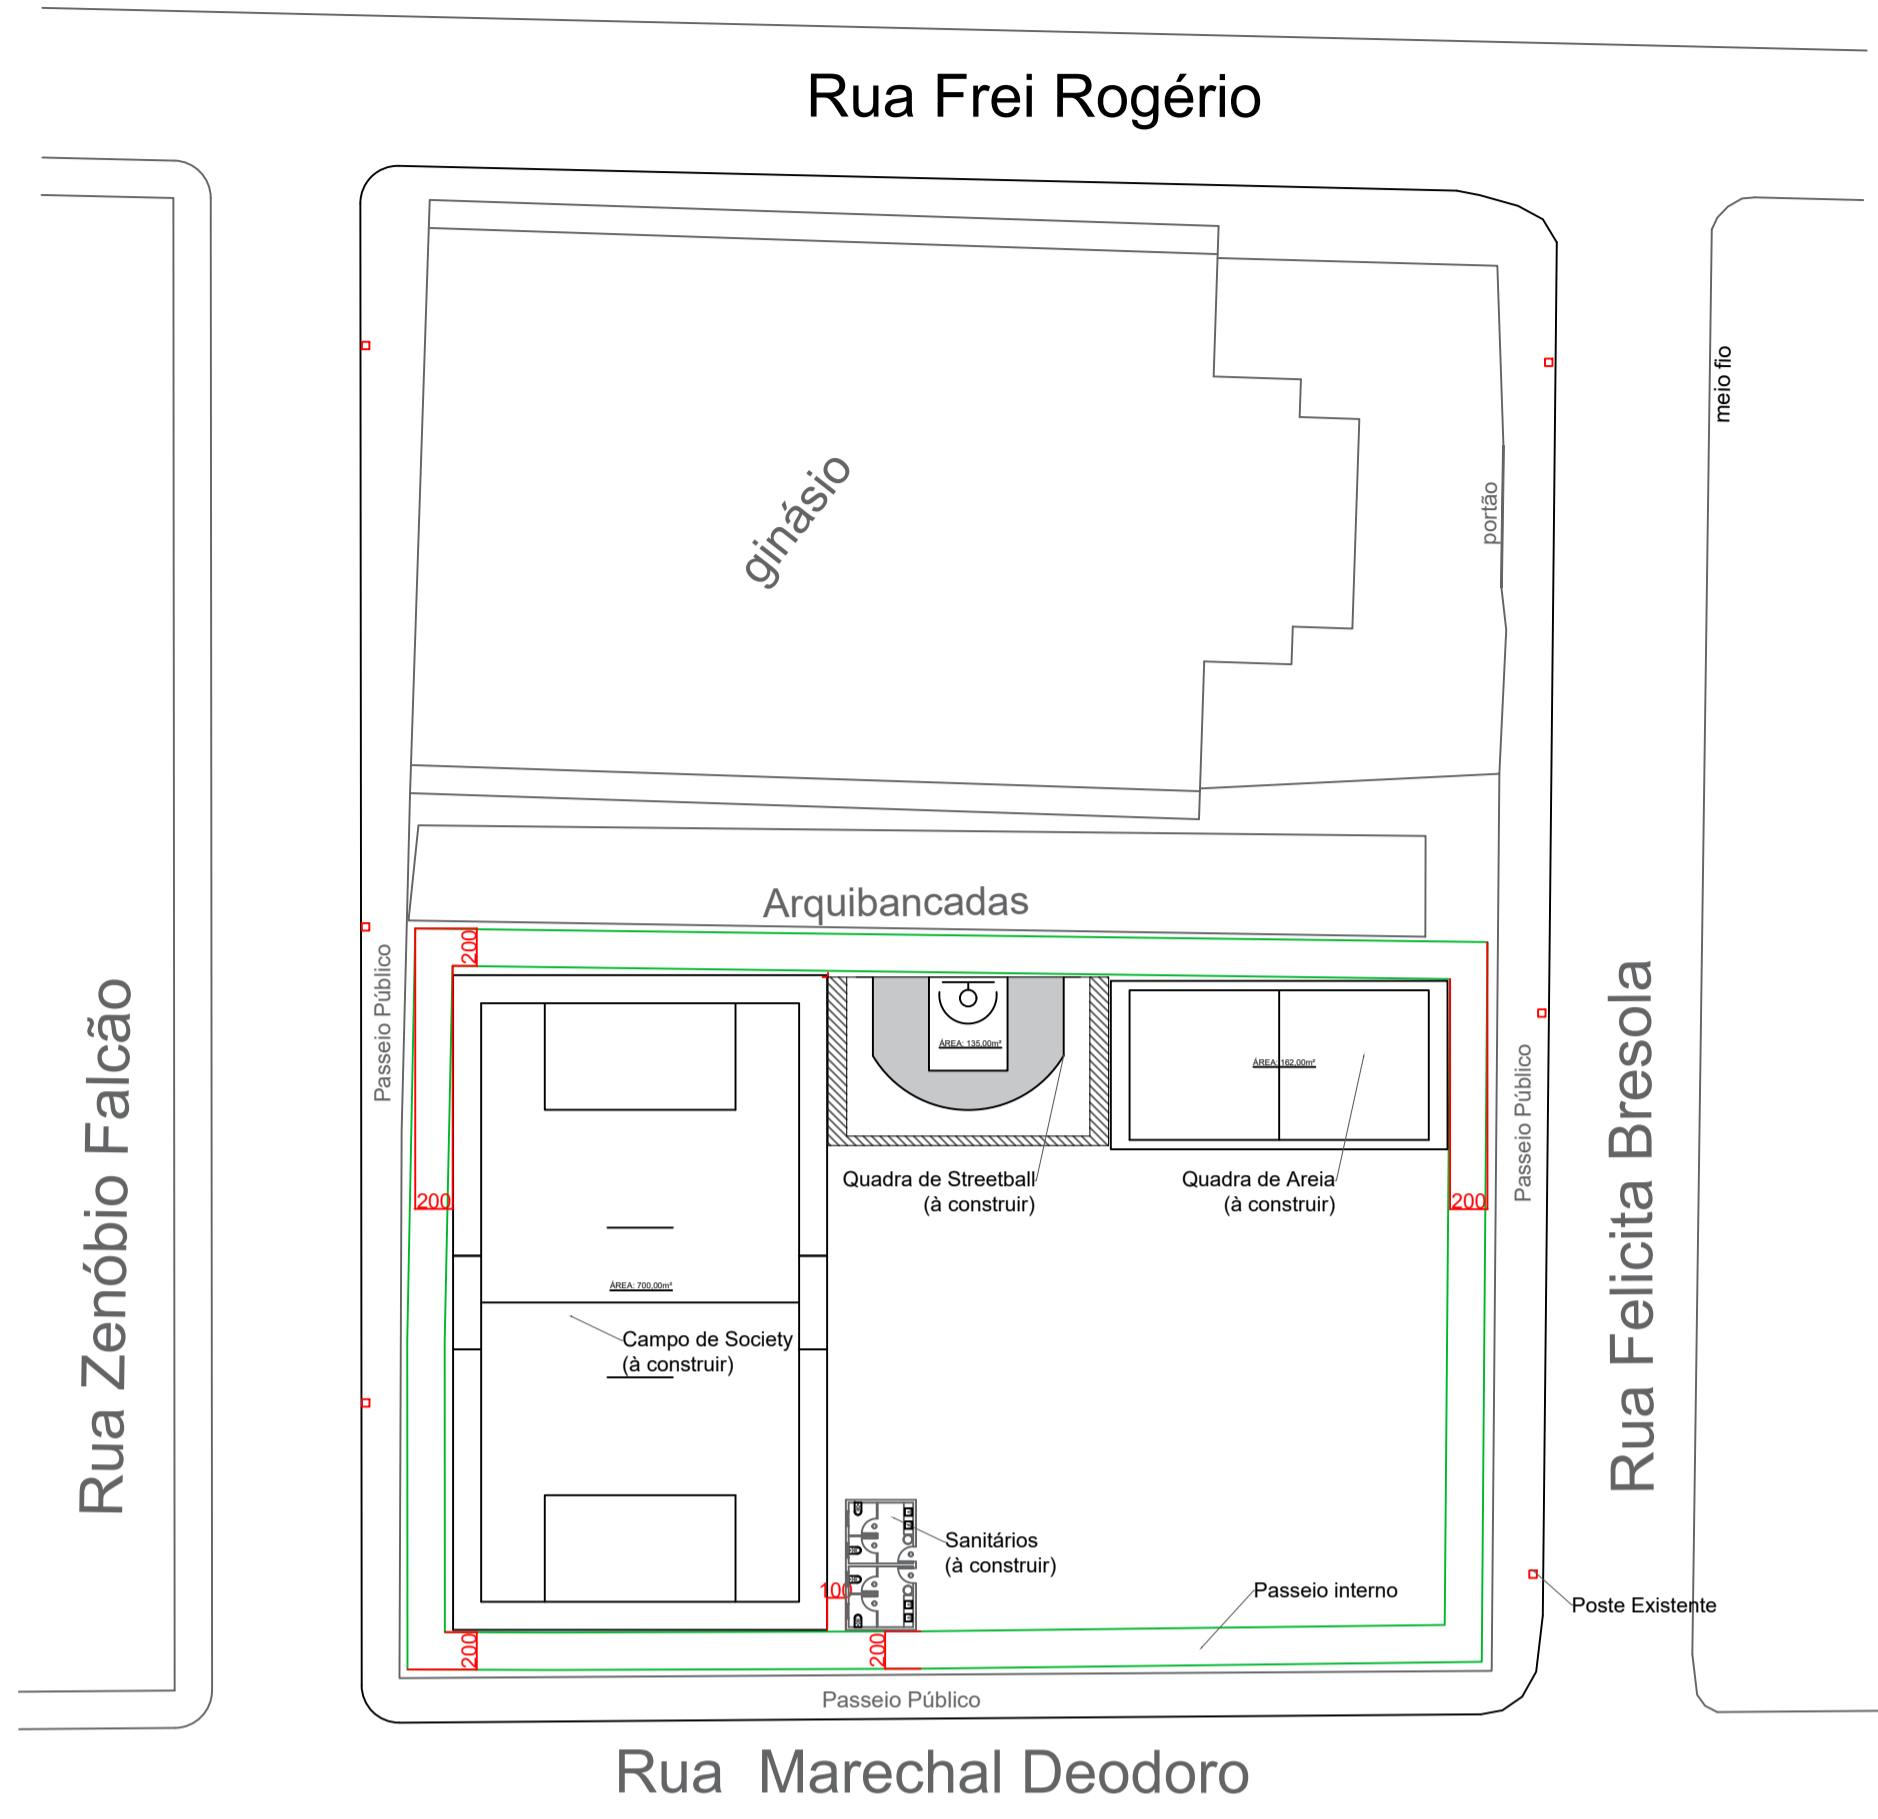 Rua Frei Rogério
meio fio
ginásio
portão
Arquibancadas
200
Passeio Público
ÁREA: 135,00m²
ÁREA: 162,00m²
Rua Zenóbio Falcão
Rua Felicita Bresola
Passeio Público
Quadra de Streetball
(à construir)
Quadra de Areia
(à construir)
200
200
ÁREA: 700,00m²
Campo de Society
(à construir)
Sanitários
(à construir)
100
Passeio interno
Poste Existente
200
200
Passeio Público
Rua Marechal Deodoro